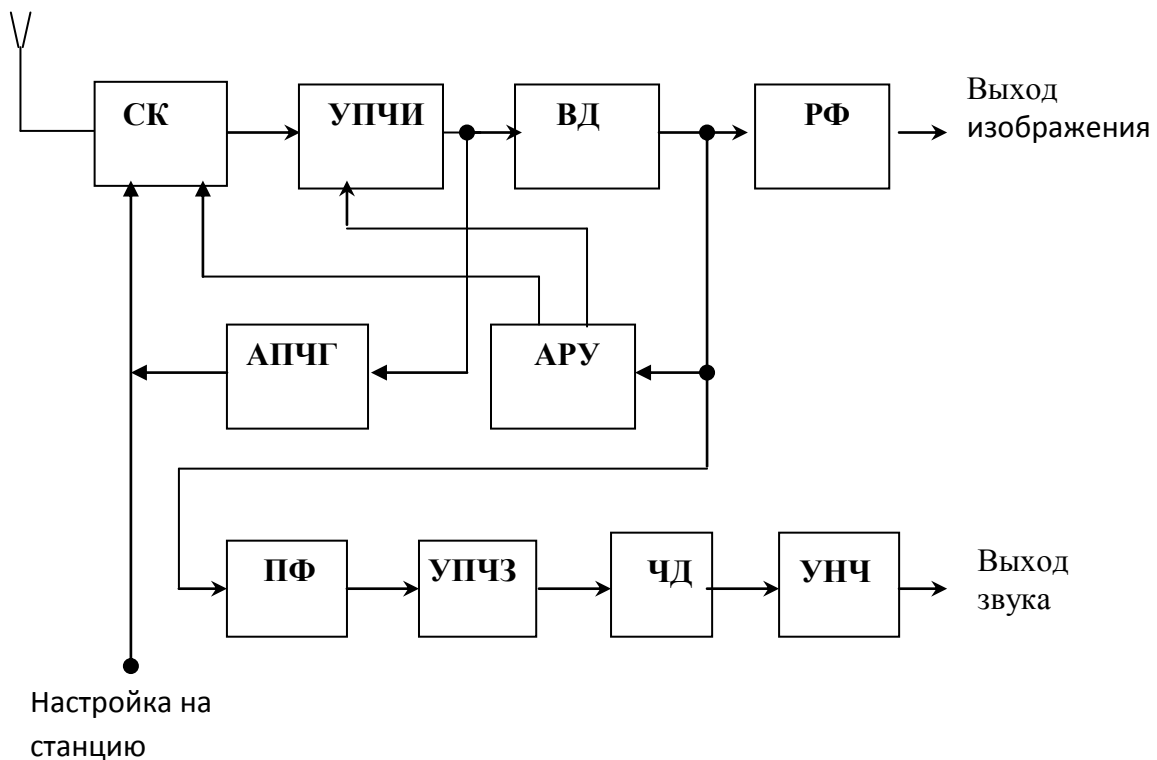 СК
УПЧИ
ВД
РФ
Выход
изображения
АПЧГ
АРУ
ПФ
УПЧЗ
ЧД
УНЧ
Выход
звука
Настройка на
станцию